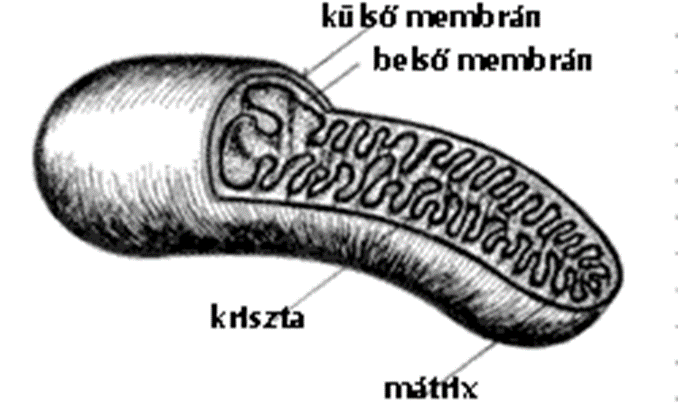 külső membrán
belső membrán
kriszta
mátrix